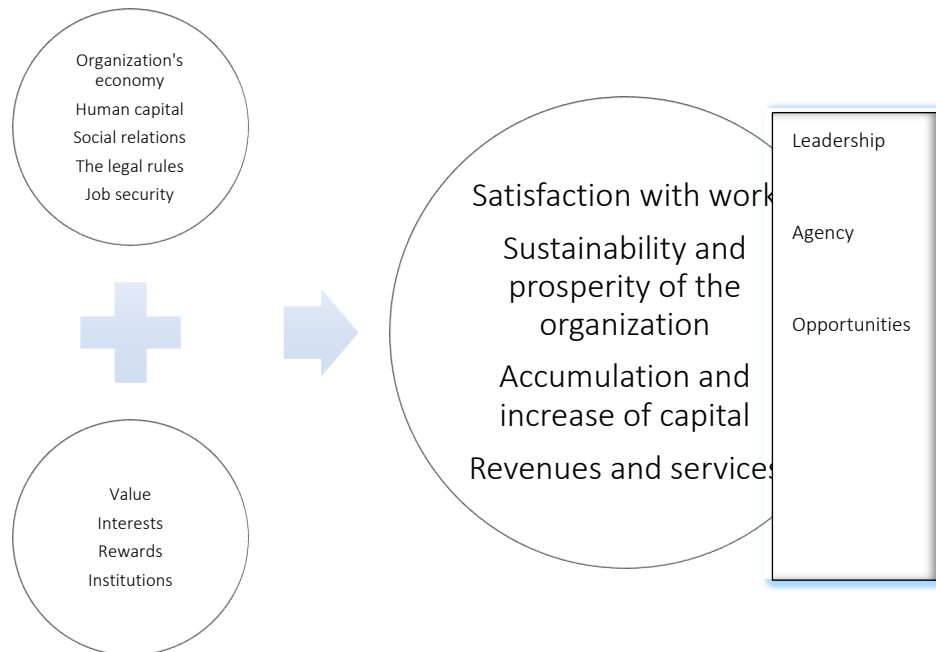 Organization's
economy
Human capital
Social relations
The legal rules
Job security
Value
Interests
Rewards
Institutions
Satisfaction with work
Sustainability and
prosperity of the
organization
Accumulation and
increase of capital
Revenues and services
Leadership
Agency
Opportunities